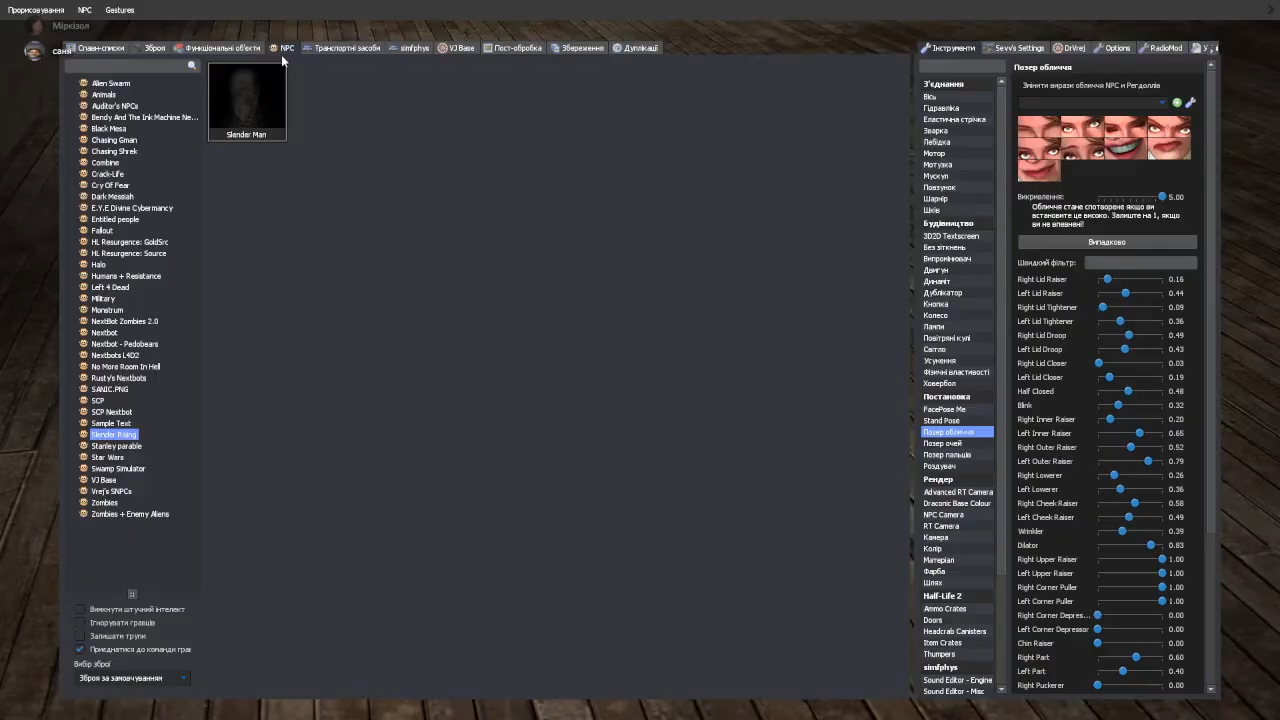 Прорисовування NPC Gestures
Міркізол
саня
Спавн-списки Зброя Функціональні об'єкти NPC Транспортні засоби simfphys VJ Base Пост-обробка Збереження Дуплікації
Інструменти Sevv's Settings DrVrej Options RadioMod
Alien Swarm
Animals
Auditor's NPCs
Bendy And The Ink Machine Ne...
Black Mesa
Chasing Gman
Chasing Shrek
Combine
Crack-Life
Cry Of Fear
Dark Messiah
E.Y.E Divine Cybermancy
Entitled people
Fallout
HL Resurgence: GoldSrc
HL Resurgence: Source
Halo
Humans + Resistance
Left 4 Dead
Military
Monstrum
NextBot Zombies 2.0
Nextbot
Nextbot - Pedobears
Nextbots L4D2
No More Room In Hell
Rusty's Nextbots
SANIC.PNG
SCP
SCP Nextbot
Sample Text
Slender Rising
Stanley parable
Star Wars
Swamp Simulator
VJ Base
Vrej's SNPCs
Zombies
Zombies + Enemy Aliens
Вимкнути штучний інтелект
Ігнорувати гравців
Залишати трупи
Приєднатися до команди грав
Вибір зброї
Зброя за замовчуванням
Slender Man
З'єднання
Вісь
Гідравліка
Еластична стрічка
Зварка
Лебідка
Мотор
Мотузка
Мускул
Повзунок
Шарнір
Шків
Будівництво
3D2D Textscreen
Без зіткнень
Випромінювач
Двигун
Динаміт
Дублікатор
Кнопка
Колесо
Лампи
Повітряні кулі
Світло
Усунення
Фізичні властивості
Ховербол
Постановка
FacePose Me
Stand Pose
Позер обличчя
Позер очей
Позер пальців
Роздувач
Рендер
Advanced RT Camera
Draconic Base Colour
NPC Camera
RT Camera
Камера
Колір
Матеріал
Фарба
Шлях
Half-Life 2
Ammo Crates
Doors
Headcrab Canisters
Item Crates
Thumpers
simfphys
Sound Editor - Engine
Sound Editor - Misc
Позер обличчя
Змінити вирази обличчя NPC и Регдоллів
Викривлення: 5.00
Обличчя стане спотворене якщо ви
встановите це високо. Залиште на 1, якщо
ви не впевнені!
Випадково
Швидкий фільтр:
Right Lid Raiser 0.16
Left Lid Raiser 0.44
Right Lid Tightener 0.09
Left Lid Tightener 0.36
Right Lid Droop 0.49
Left Lid Droop 0.43
Right Lid Closer 0.03
Left Lid Closer 0.19
Half Closed 0.48
Blink 0.32
Right Inner Raiser 0.20
Left Inner Raiser 0.65
Right Outer Raiser 0.52
Left Outer Raiser 0.79
Right Lowerer 0.26
Left Lowerer 0.36
Right Cheek Raiser 0.58
Left Cheek Raiser 0.49
Wrinkler 0.39
Dilator 0.83
Right Upper Raiser 1.00
Left Upper Raiser 1.00
Right Corner Puller 1.00
Left Corner Puller 1.00
Right Corner Depres... 0.00
Left Corner Depressor 0.00
Chin Raiser 0.00
Right Part 0.60
Left Part 0.40
Right Puckerer 0.00